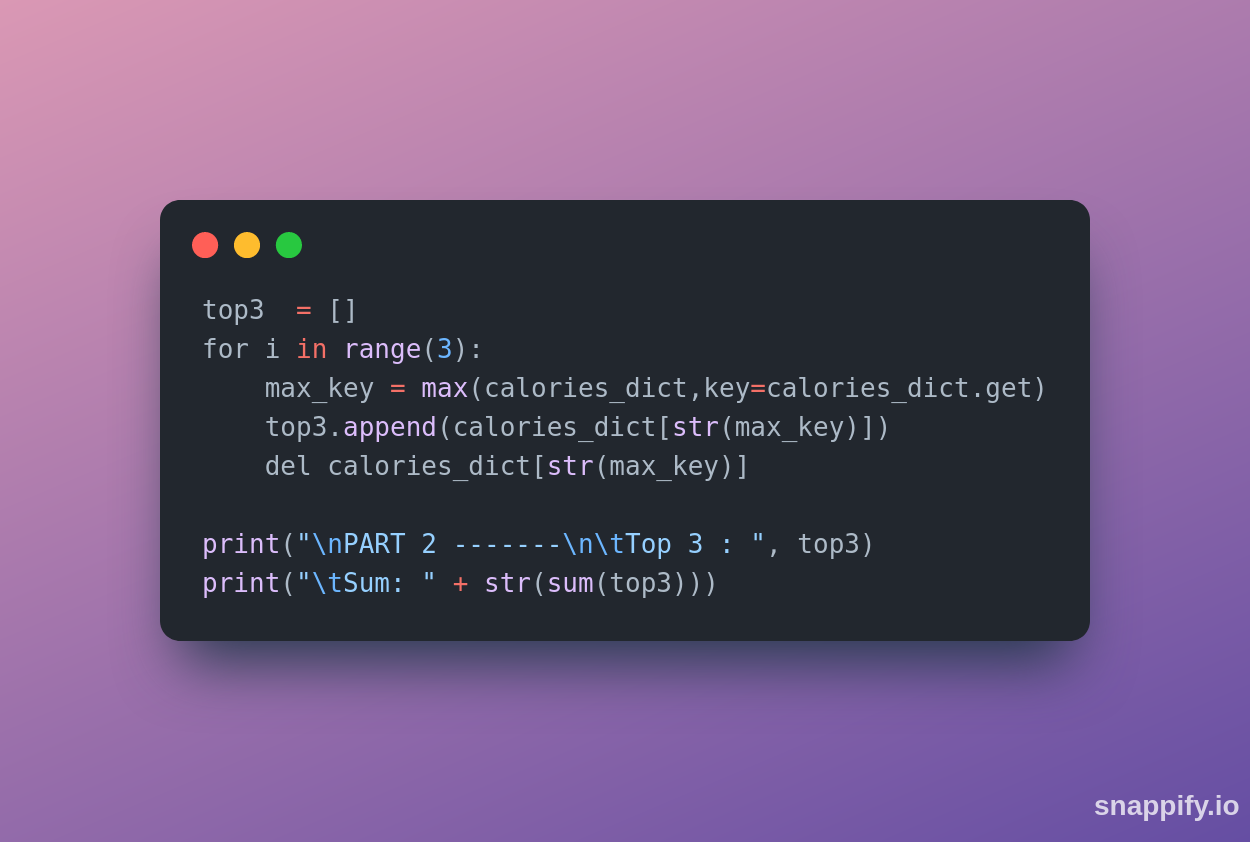 top3  = []
for i in range(3):
    max_key = max(calories_dict,key=calories_dict.get)
    top3.append(calories_dict[str(max_key)])
    del calories_dict[str(max_key)]

print("\nPART 2 -------\n\tTop 3 : ", top3)
print("\tSum: " + str(sum(top3)))
snappify.io